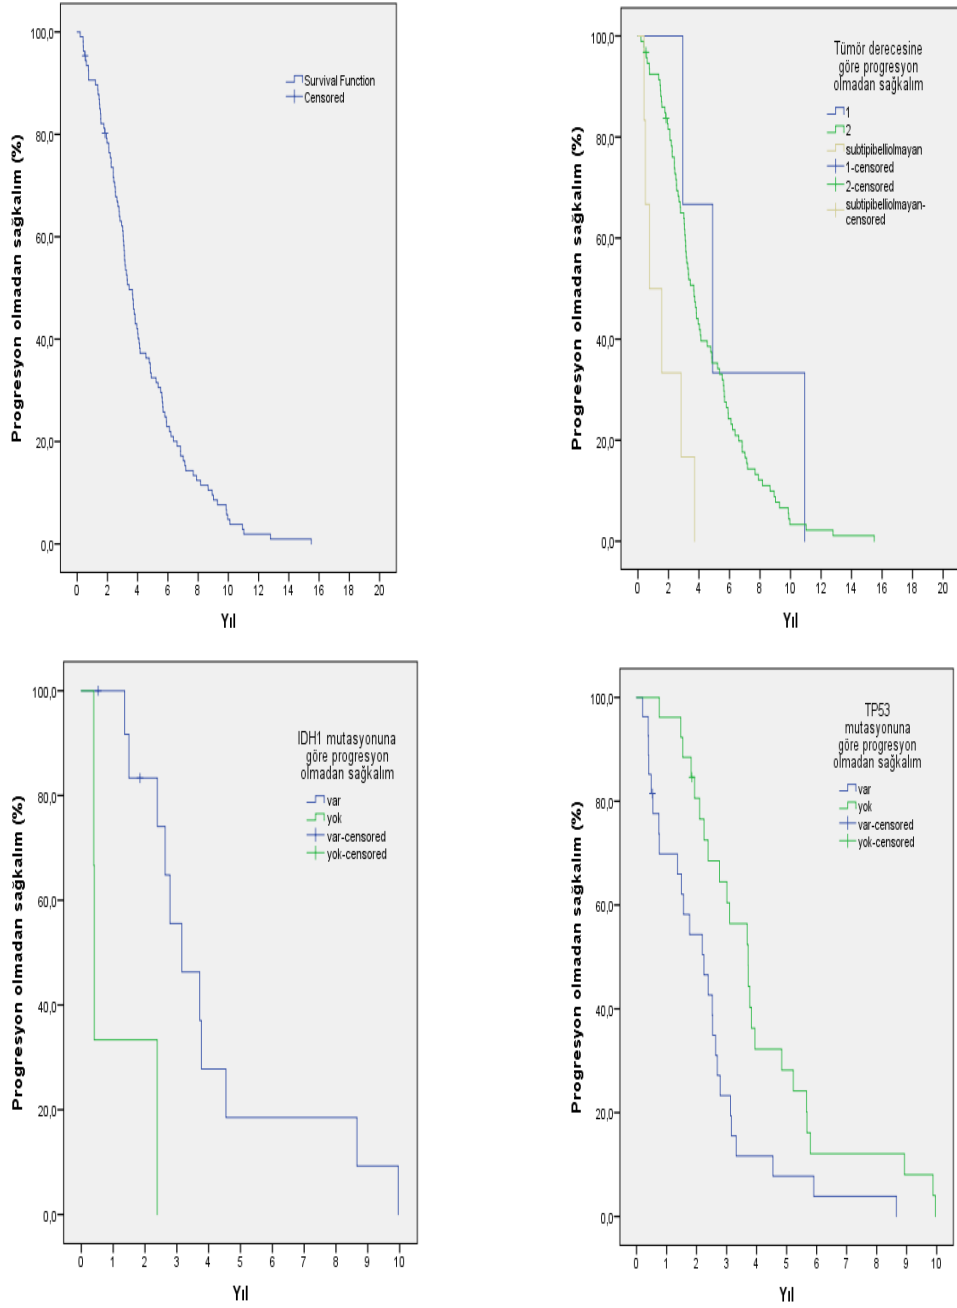 Progresyon olmadan sağkalım (%)
100,0
80,0
60,0
40,0
20,0
0,0
Survival Function
Censored
0 2 4 6 8 10 12 14 16 18 20
Yıl
Progresyon olmadan sağkalım (%)
100,0
80,0
60,0
40,0
20,0
0,0
Tümör derecesine
göre progresyon
olmadan sağkalım
1
2
subtipibelliolmayan
1-censored
2-censored
subtipibelliolmayan-
censored
0 2 4 6 8 10 12 14 16 18 20
Yıl
Progresyon olmadan sağkalım (%)
100,0
80,0
60,0
40,0
20,0
0,0
IDH1 mutasyonuna
göre progresyon
olmadan sağkalım
var
yok
var-censored
yok-censored
0 1 2 3 4 5 6 7 8 9 10
Yıl
Progresyon olmadan sağkalım (%)
100,0
80,0
60,0
40,0
20,0
0,0
TP53
mutasyonuna
göre progresyon
olmadan sağkalım
var
yok
var-censored
yok-censored
0 1 2 3 4 5 6 7 8 9 10
Yıl